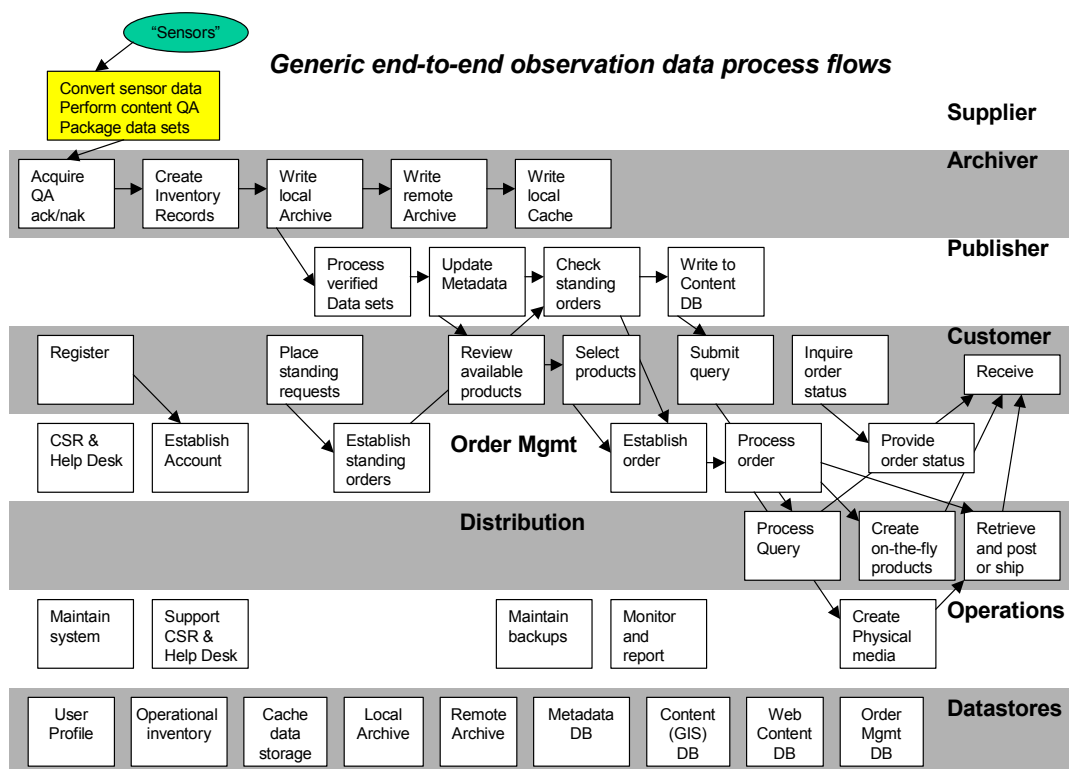 “Sensors”
Generic end-to-end observation data process flows
Convert sensor data
Perform content QA
Package data sets
Supplier
Archiver
Acquire
QA
ack/nak
Create
Inventory
Records
Write
local
Archive
Write
remote
Archive
Write
local
Cache
Publisher
Process
verified
Data sets
Update
Metadata
Check
standing
orders
Write to
Content
DB
Customer
Register
Place
standing
requests
Review
available
products
Select
products
Submit
query
Inquire
order
status
Receive
CSR &
Help Desk
Establish
Account
Establish
standing
orders
Order Mgmt
Establish
order
Process
order
Provide
order status
Distribution
Process
Query
Create
on-the-fly
products
Retrieve
and post
or ship
Operations
Maintain
system
Support
CSR &
Help Desk
Maintain
backups
Monitor
and
report
Create
Physical
media
Datastores
User
Profile
Operational
inventory
Cache
data
storage
Local
Archive
Remote
Archive
Metadata
DB
Content
(GIS)
DB
Web
Content
DB
Order
Mgmt
DB